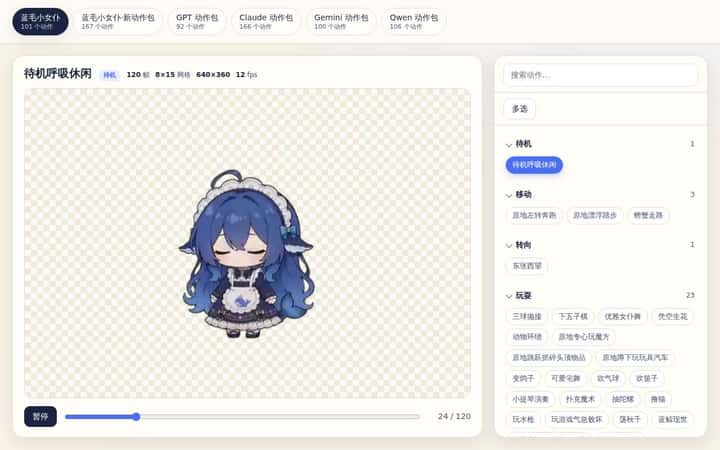 蓝毛小女仆
101 个动作
蓝毛小女仆·新动作包
167 个动作
GPT 动作包
92 个动作
Claude 动作包
166 个动作
Gemini 动作包
100 个动作
Qwen 动作包
106 个动作
待机呼吸休闲 待机 120 帧 8×15 网格 640×360 12 fps
暂停 24 / 120
搜索动作...
多选
待机 1
待机呼吸休闲
移动 3
原地左转奔跑 原地漂浮踏步 螃蟹走路
转向 1
东张西望
玩耍 23
三球抛接 下五子棋 优雅女仆舞 凭空生花
动物环绕 原地专心玩魔方
原地跳跃抓碎头顶物品 原地蹲下玩玩具汽车
变鸽子 可爱宅舞 吹气球 吹笛子
小提琴演奏 扑克魔术 抽陀螺 撸猫
玩水枪 玩游戏气急败坏 荡秋千 蓝鲸现世